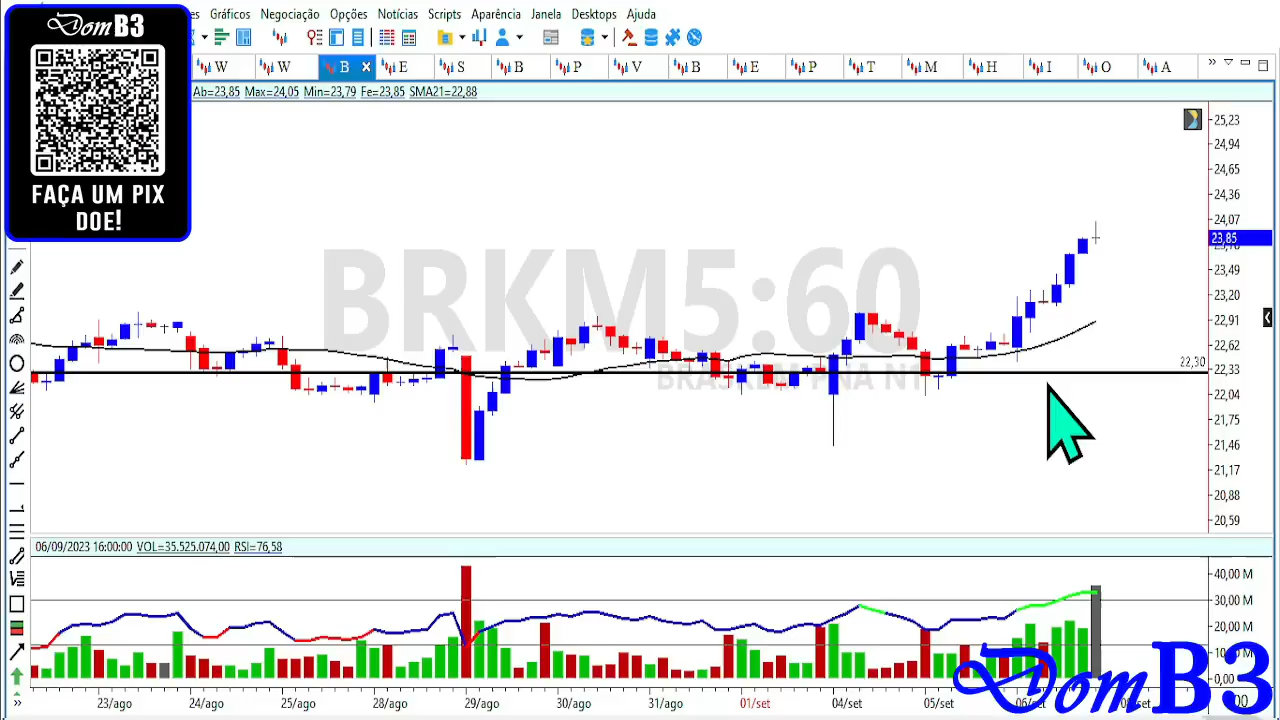 DomB3
FAÇA UM PIX
DOE!
Gráficos Negociação Opções Notícias Scripts Aparência Janela Desktops Ajuda
W W B E S B P V B E P T M H I O A
Ab=23,85 Max=24,05 Min=23,79 Fe=23,85 SMA21=22,88
BRKM5:60
BRASKEM PNA N1
22,30
25,23
24,94
24,65
24,36
24,07
23,85
23,49
23,20
22,91
22,62
22,33
22,04
21,75
21,46
21,17
20,88
20,59
06/09/2023 16:00:00 VOL=35.525.074,00 RSI=76,58
40,00 M
30,00 M
20,00 M
0,00
23/ago 24/ago 25/ago 28/ago 29/ago 30/ago 31/ago 01/set 04/set 05/set 06/set
DomB3